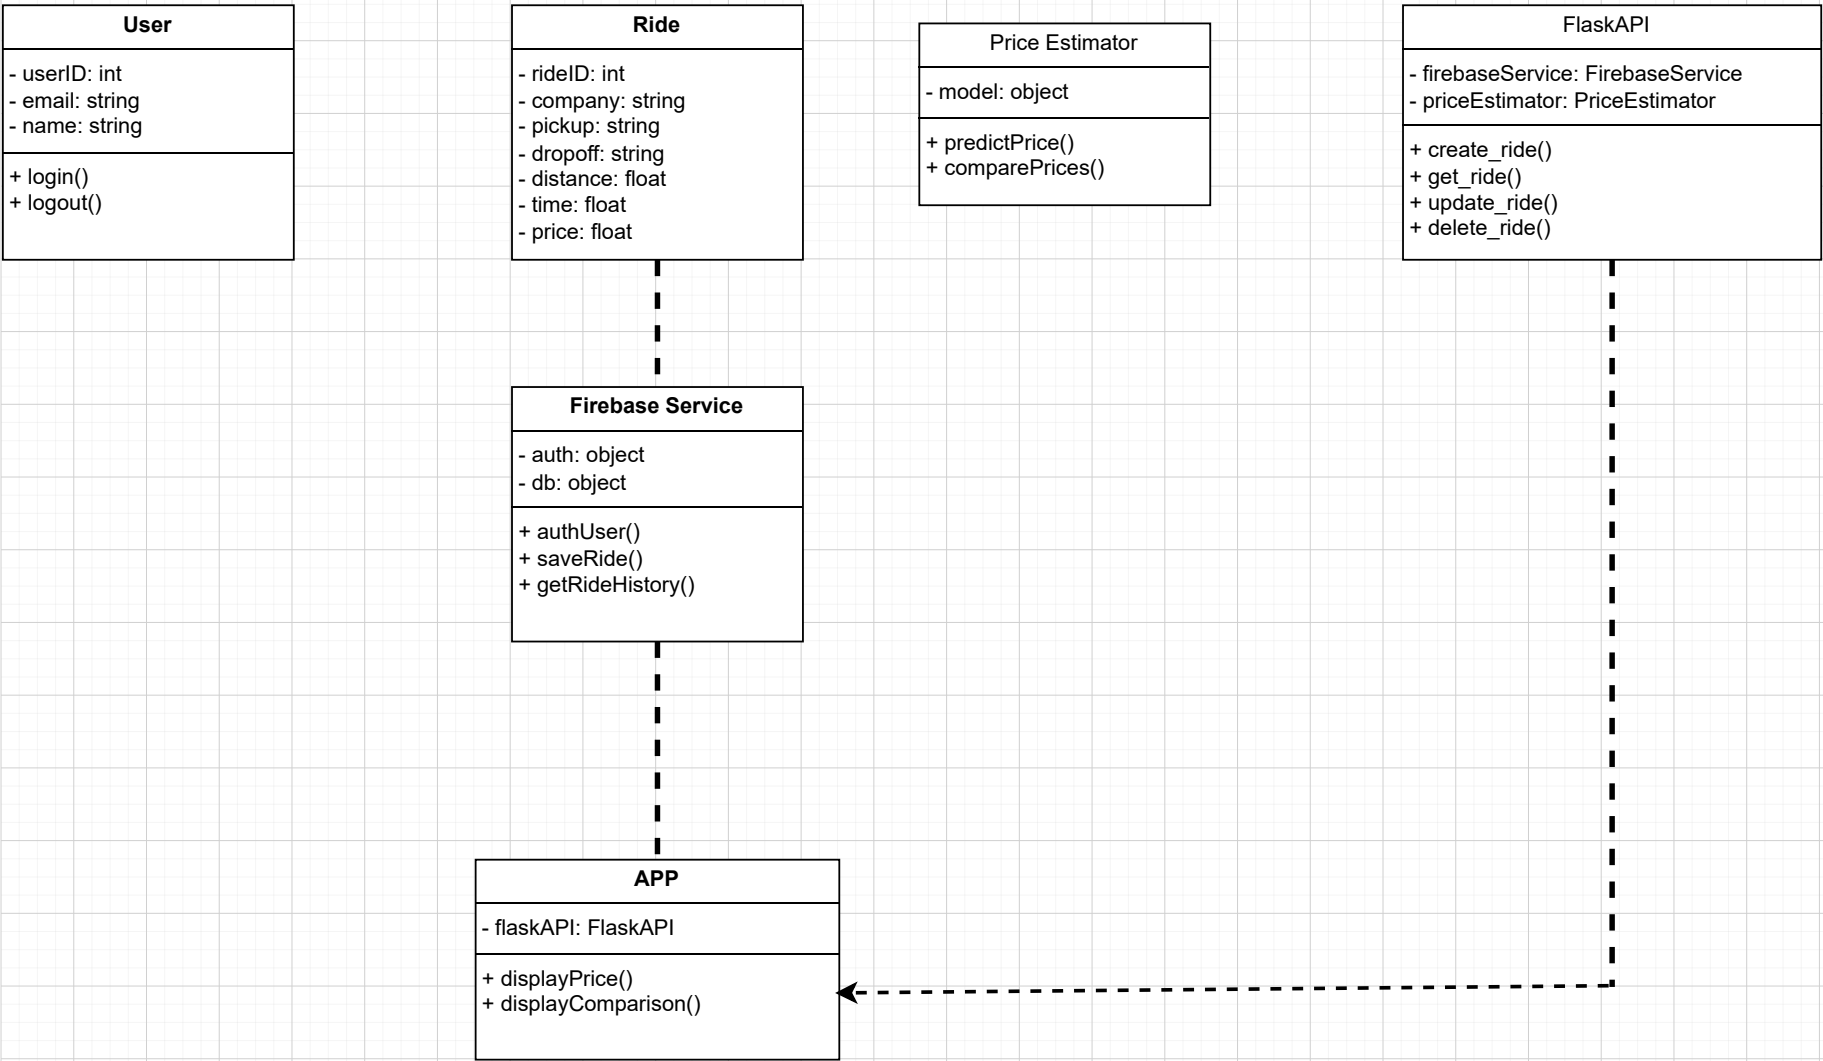 User
- userID: int
- email: string
- name: string
+ login()
+ logout()
Ride
- rideID: int
- company: string
- pickup: string
- dropoff: string
- distance: float
- time: float
- price: float
Price Estimator
- model: object
+ predictPrice()
+ comparePrices()
FlaskAPI
- firebaseService: FirebaseService
- priceEstimator: PriceEstimator
+ create_ride()
+ get_ride()
+ update_ride()
+ delete_ride()
Firebase Service
- auth: object
- db: object
+ authUser()
+ saveRide()
+ getRideHistory()
APP
- flaskAPI: FlaskAPI
+ displayPrice()
+ displayComparison()